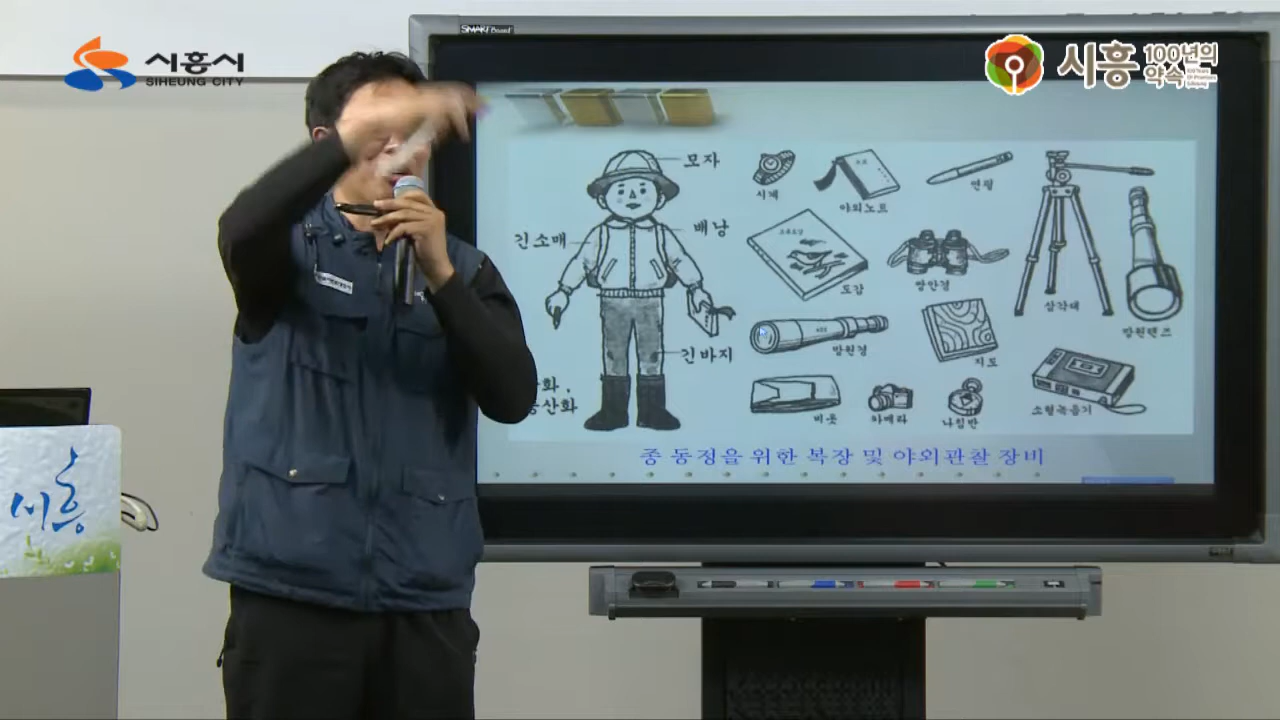 시흥시
SIHEUNG CITY
시흥 100년의
약속
모자
시계
야외노트
연필
긴소매
배낭
도감
쌍안경
삼각대
망원렌즈
망원경
지도
긴바지
화,
등산화
비옷
카메라
나침반
소형녹음기
종 동정을 위한 복장 및 야외관찰 장비
시흥